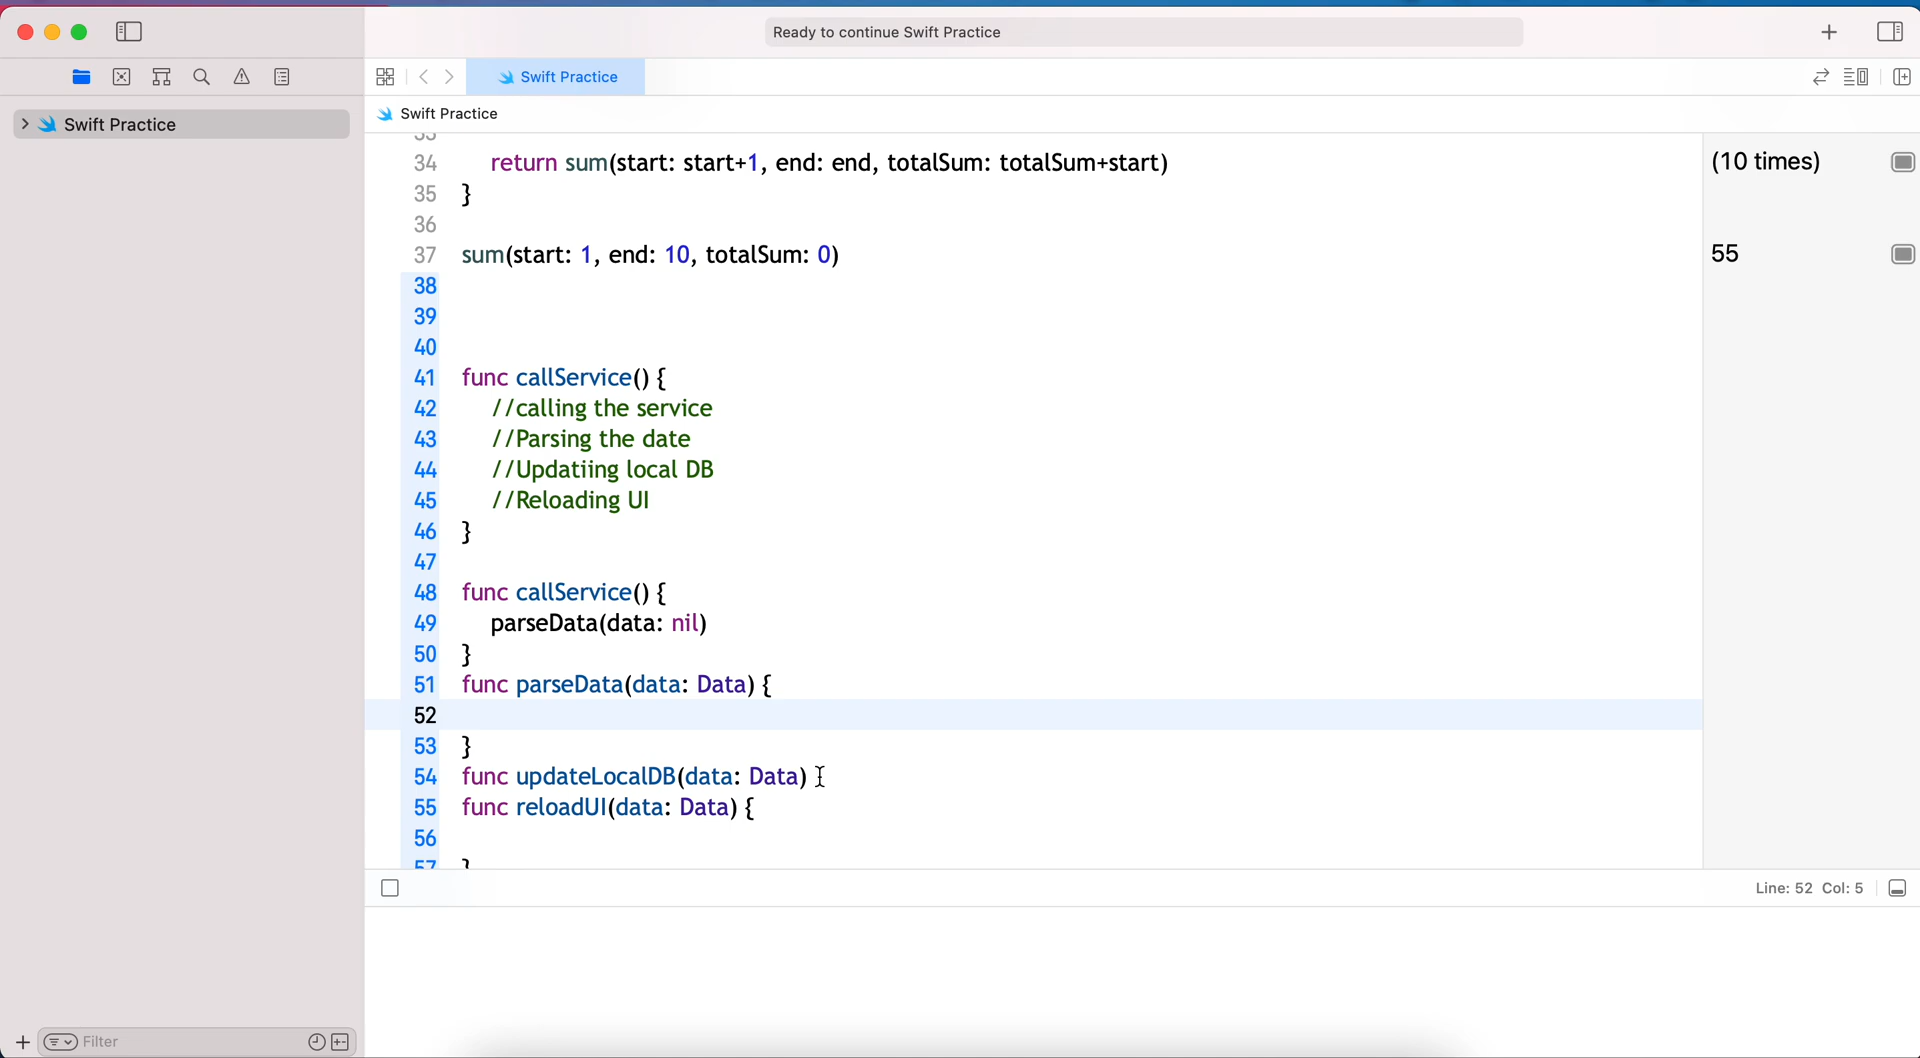 Ready to continue Swift Practice
Swift Practice
Swift Practice
Swift Practice
33
34 return sum(start: start+1, end: end, totalSum: totalSum+start) (10 times)
35 }
36
37 sum(start: 1, end: 10, totalSum: 0) 55
38
39
40
41 func callService() {
42 //calling the service
43 //Parsing the date
44 //Updatiing local DB
45 //Reloading UI
46 }
47
48 func callService() {
49 parseData(data: nil)
50 }
51 func parseData(data: Data) {
52
53 }
54 func updateLocalDB(data: Data)
55 func reloadUI(data: Data) {
56
57 }
Line: 52 Col: 5
Filter